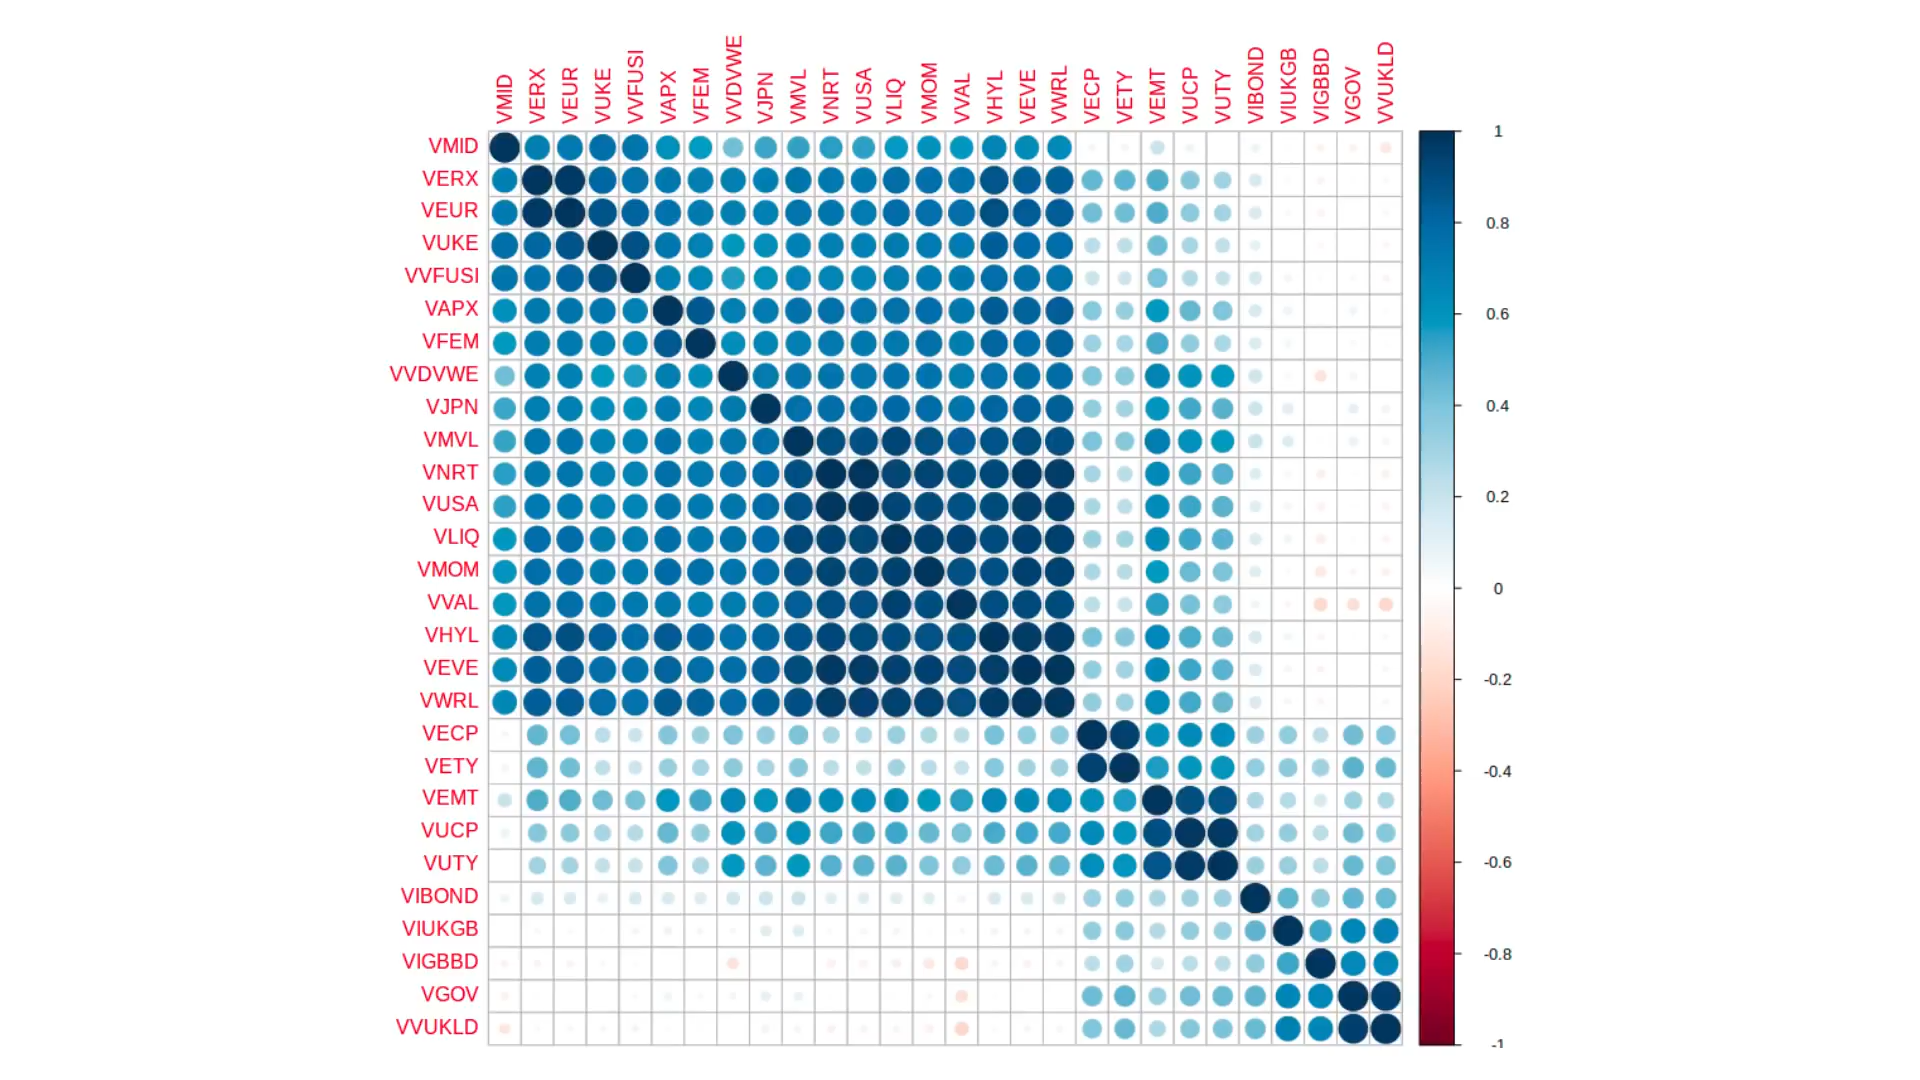 VMID VERX VEUR VUKE VVFUSI VAPX VFEM VVDVWE VJPN VMVL VNRT VUSA VLIQ VMOM VVAL VHYL VEVE VWRL VECP VETY VEMT VUCP VUTY VIBOND VIUKGB VIGBBD VGOV VVUKLD
VMID
VERX
VEUR
VUKE
VVFUSI
VAPX
VFEM
VVDVWE
VJPN
VMVL
VNRT
VUSA
VLIQ
VMOM
VVAL
VHYL
VEVE
VWRL
VECP
VETY
VEMT
VUCP
VUTY
VIBOND
VIUKGB
VIGBBD
VGOV
VVUKLD
1
0.8
0.6
0.4
0.2
0
-0.2
-0.4
-0.6
-0.8
-1